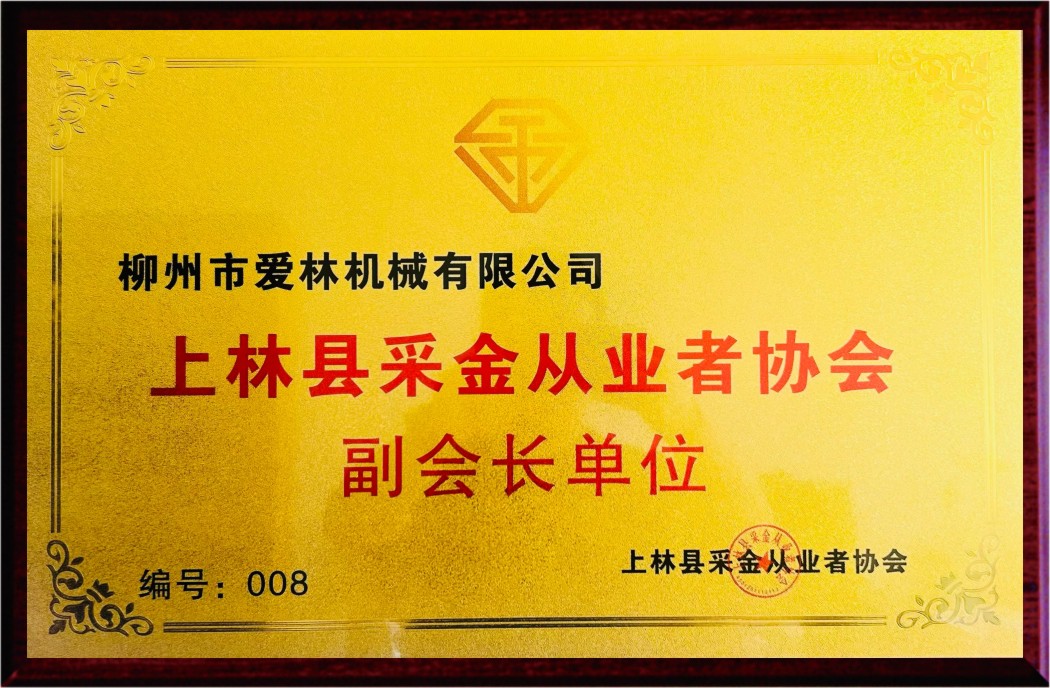 柳州市爱林机械有限公司
上林县采金从业者协会
副会长单位
上林县采金从业者协会
编号：008